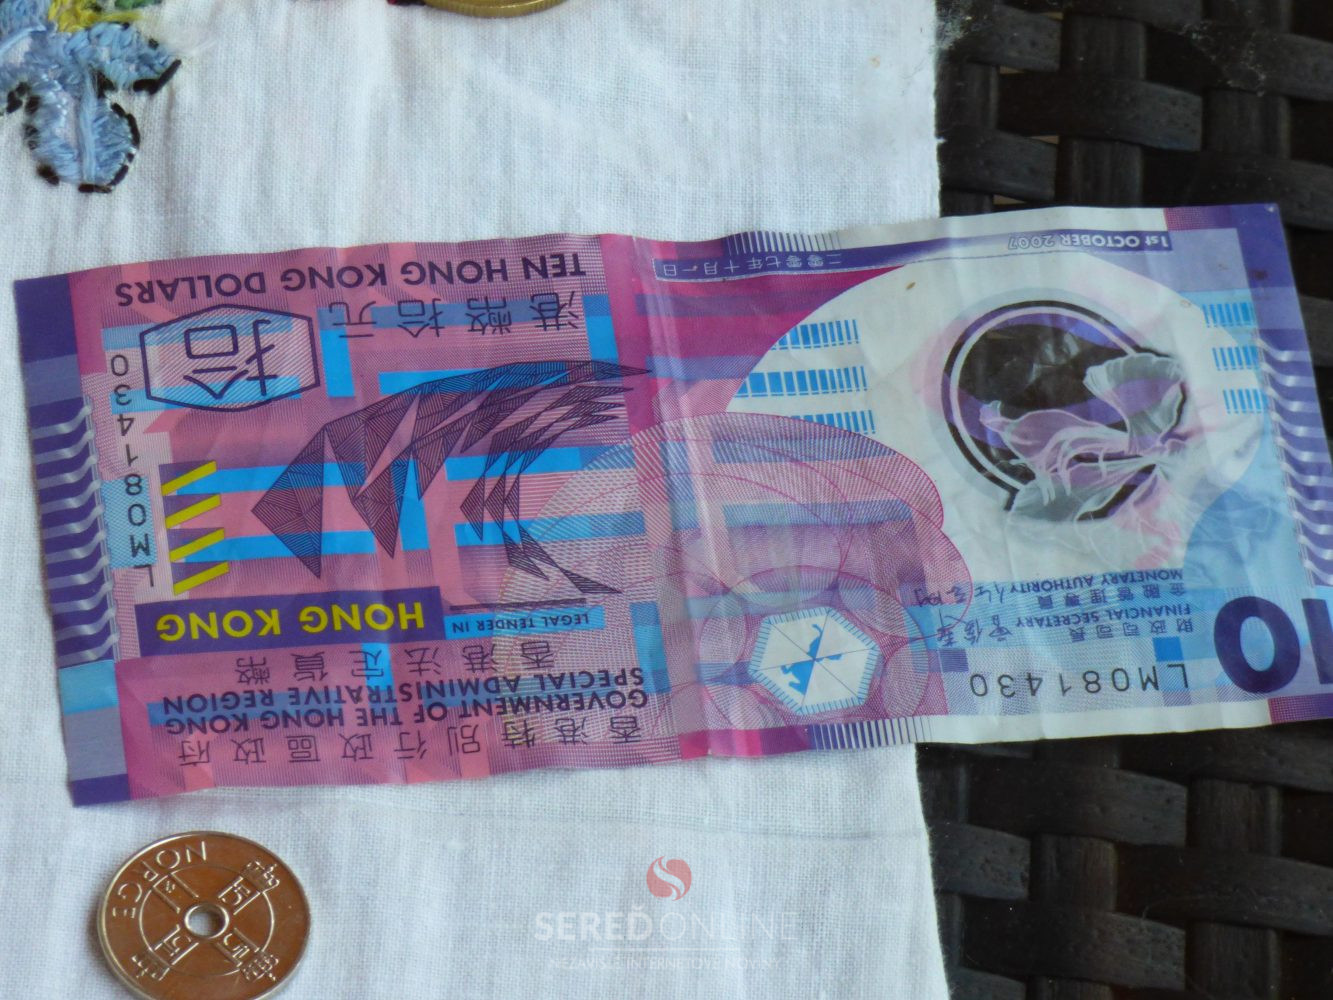 香港特別行政區政府
GOVERNMENT OF THE HONG KONG
SPECIAL ADMINISTRATIVE REGION
香港法定貨幣
LEGAL TENDER IN
HONG KONG
LM081430
拾
港幣拾元
TEN HONG KONG DOLLARS
10
LM081430
財政司司長
FINANCIAL SECRETARY
金融管理專員
MONETARY AUTHORITY
二零零七年十月一日
1st OCTOBER 2007
NORGE
SEREĎONLINE